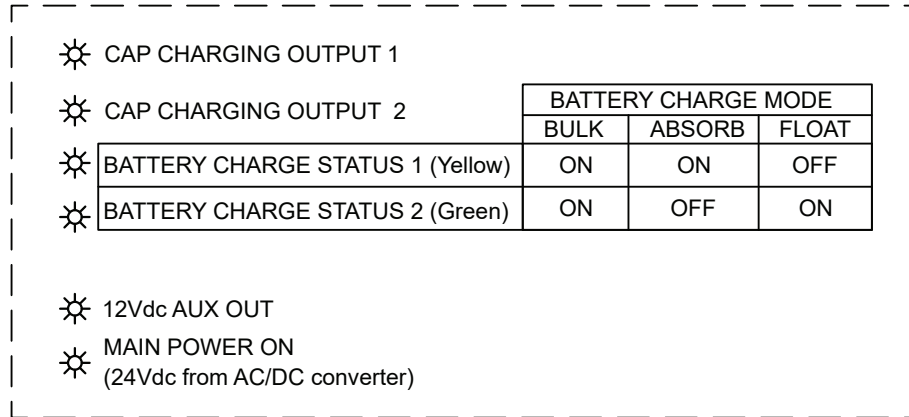 CAP CHARGING OUTPUT 1
CAP CHARGING OUTPUT 2
BATTERY CHARGE MODE
BULK ABSORB FLOAT
BATTERY CHARGE STATUS 1 (Yellow) ON ON OFF
BATTERY CHARGE STATUS 2 (Green) ON OFF ON
12Vdc AUX OUT
MAIN POWER ON
(24Vdc from AC/DC converter)